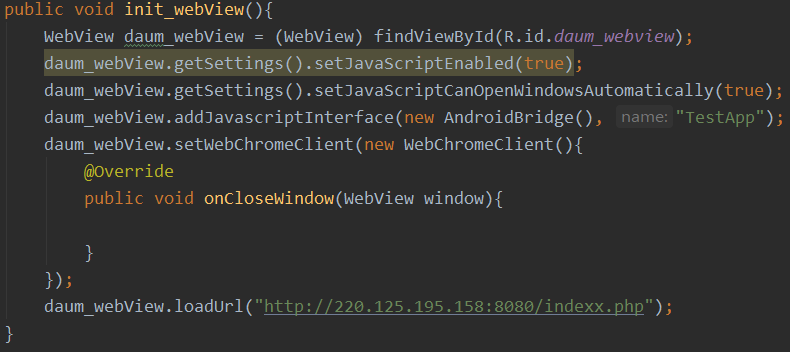 public void init_webView(){
WebView daum_webView = (WebView) findViewById(R.id.daum_webview);
daum_webView.getSettings().setJavaScriptEnabled(true);
daum_webView.getSettings().setJavaScriptCanOpenWindowsAutomatically(true);
daum_webView.addJavascriptInterface(new AndroidBridge(), name: "TestApp");
daum_webView.setWebChromeClient(new WebChromeClient(){
@Override
public void onCloseWindow(WebView window){
}
});
daum_webView.loadUrl("http://220.125.195.158:8080/indexx.php");
}